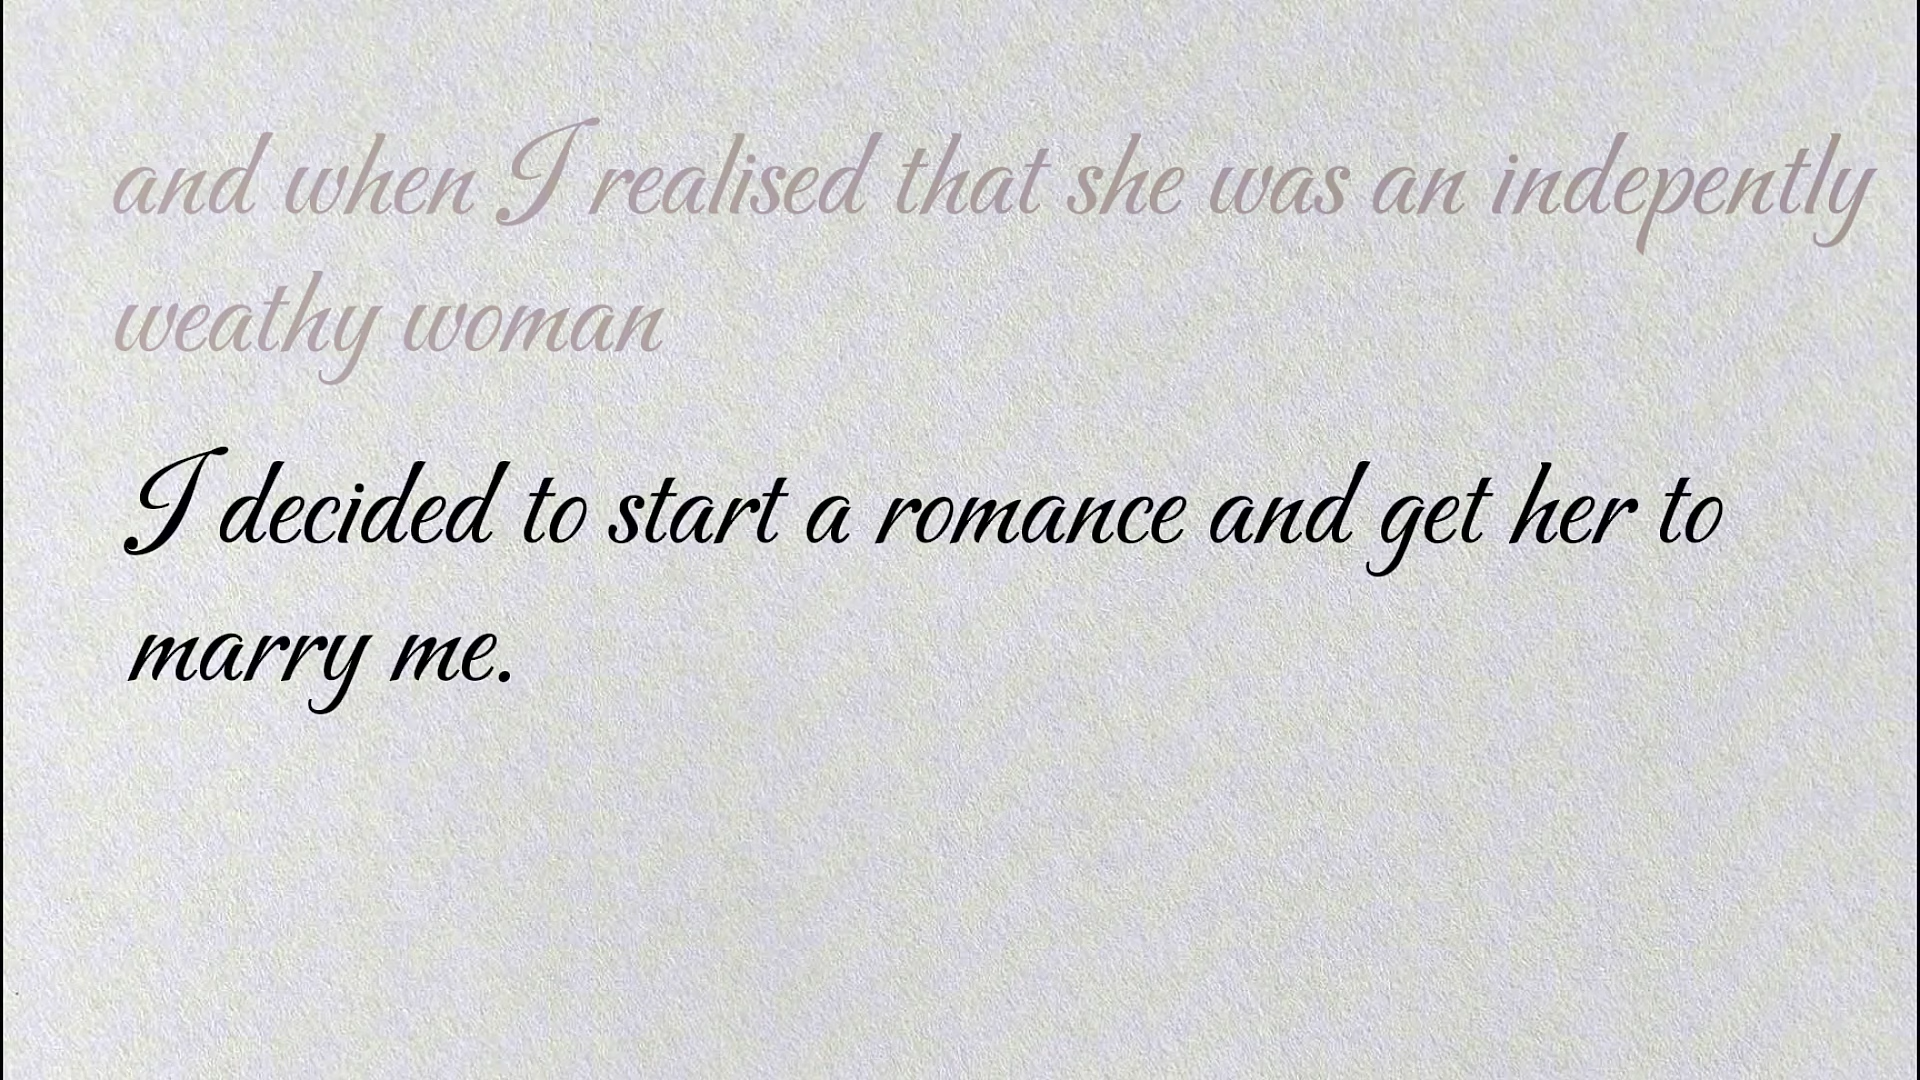 and when I realised that she was an indepently
weathy woman
I decided to start a romance and get her to
marry me.